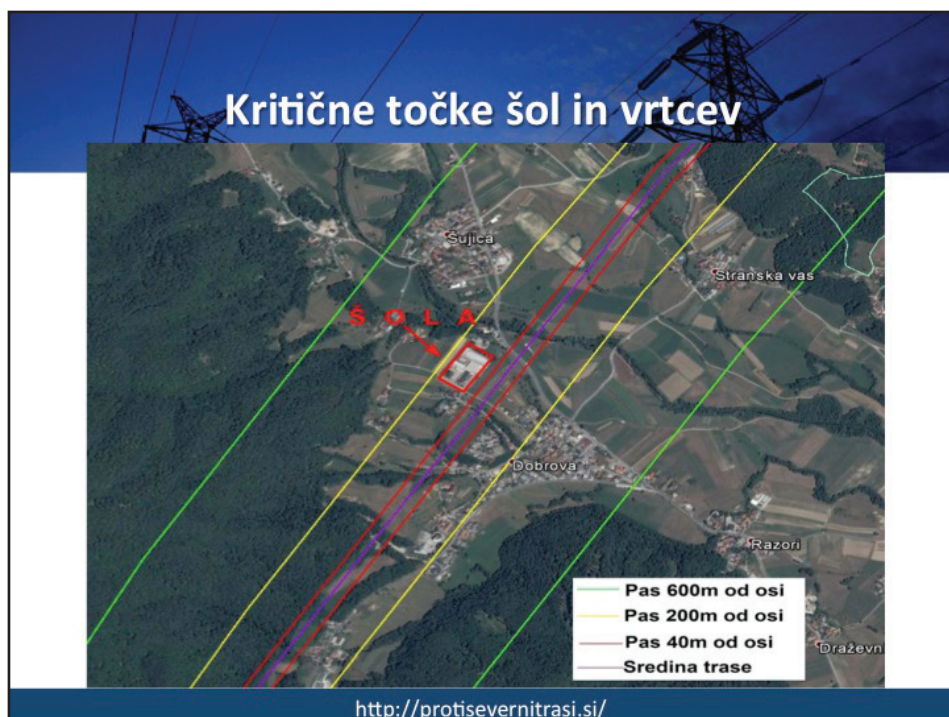 Kritične točke šol in vrtcev
Šujica
Stranska vas
Š O L A
Dobrova
Razori
Pas 600m od osi
Pas 200m od osi
Pas 40m od osi
Sredina trase
Draževni
http://protisevernitrasi.si/